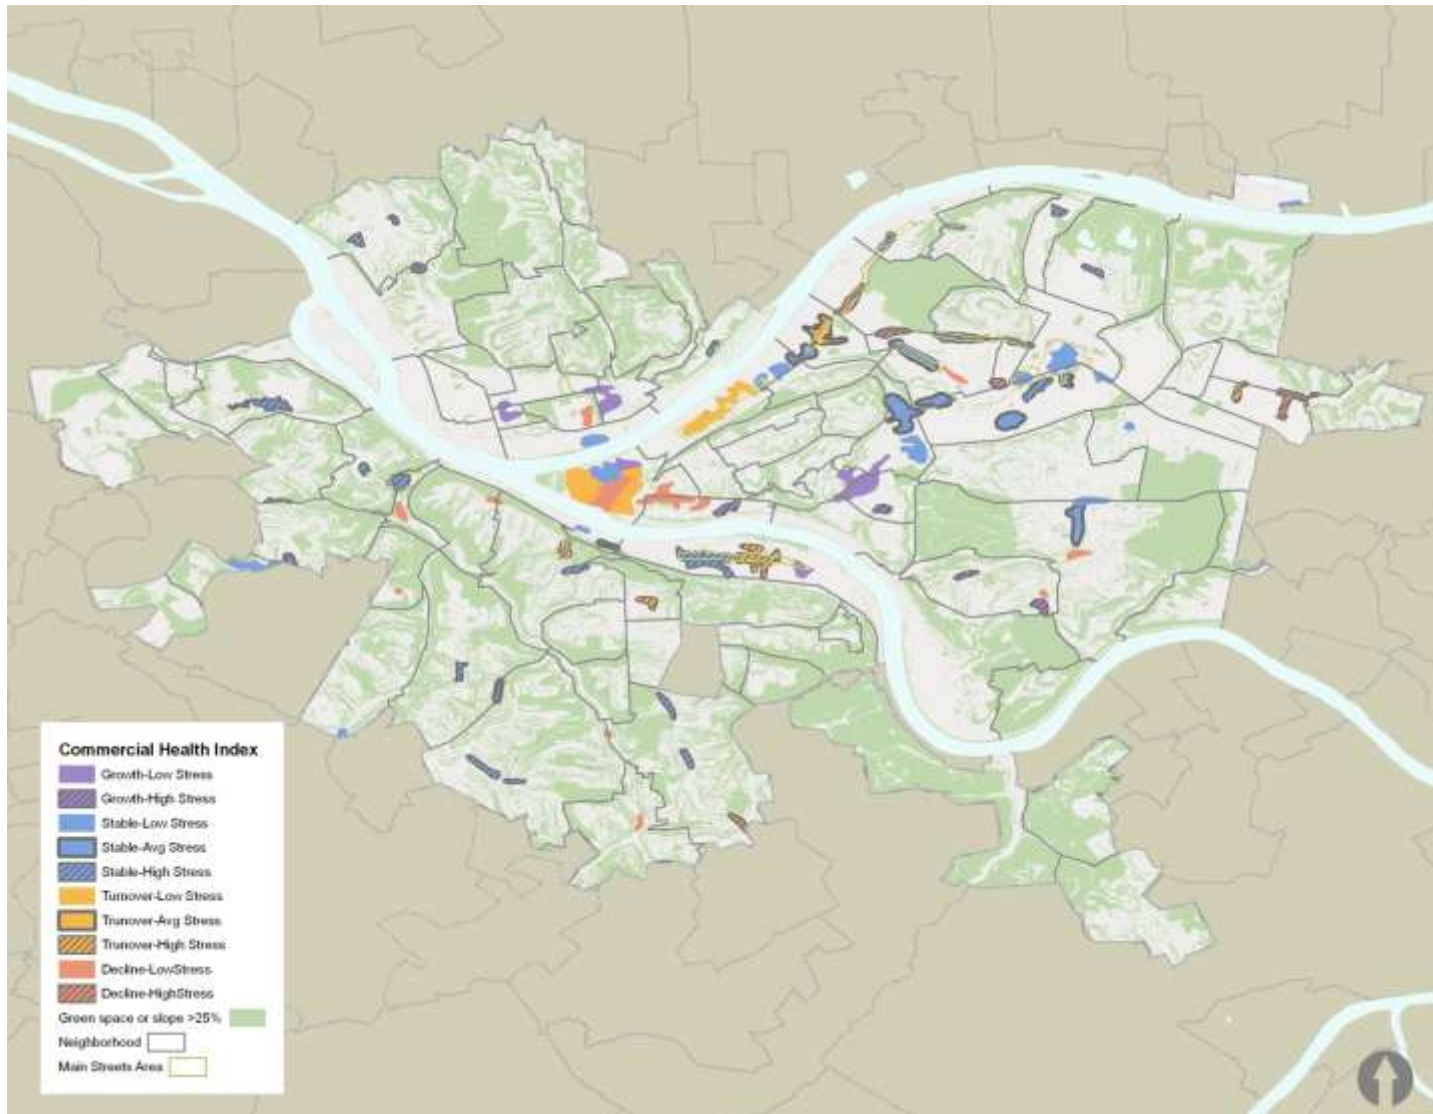 Commercial Health Index
Growth-Low Stress
Growth-High Stress
Stable-Low Stress
Stable-Avg Stress
Stable-High Stress
Turnover-Low Stress
Trunover-Avg Stress
Trunover-High Stress
Decline-LowStress
Decline-HighStress
Green space or slope >25%
Neighborhood
Main Streets Area